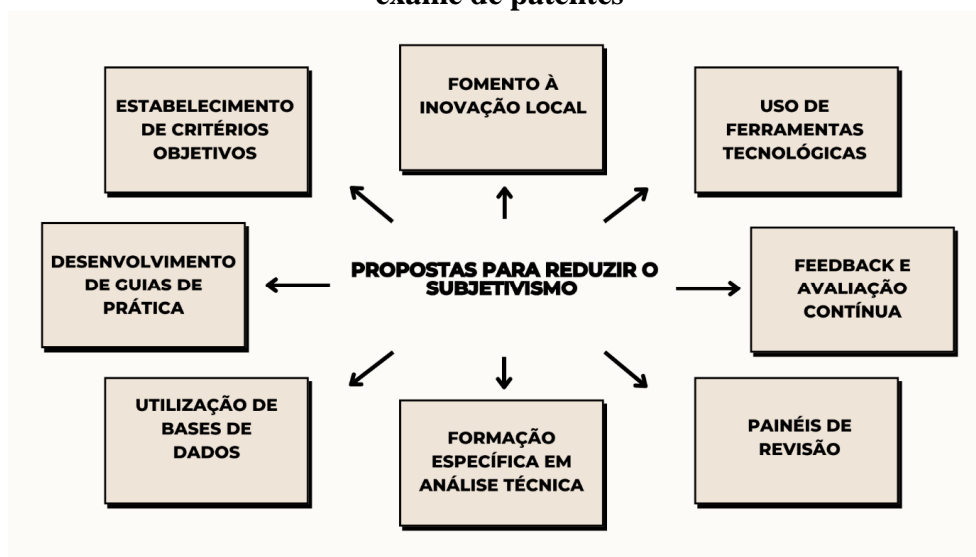 exame de patentes
FOMENTO À
INOVAÇÃO LOCAL
ESTABELECIMENTO
DE CRITÉRIOS
OBJETIVOS
USO DE
FERRAMENTAS
TECNOLÓGICAS
DESENVOLVIMENTO
DE GUIAS DE
PRÁTICA
PROPOSTAS PARA REDUZIR O
SUBJETIVISMO
FEEDBACK E
AVALIAÇÃO
CONTÍNUA
UTILIZAÇÃO DE
BASES DE
DADOS
FORMAÇÃO
ESPECÍFICA EM
ANÁLISE TÉCNICA
PAINÉIS DE
REVISÃO